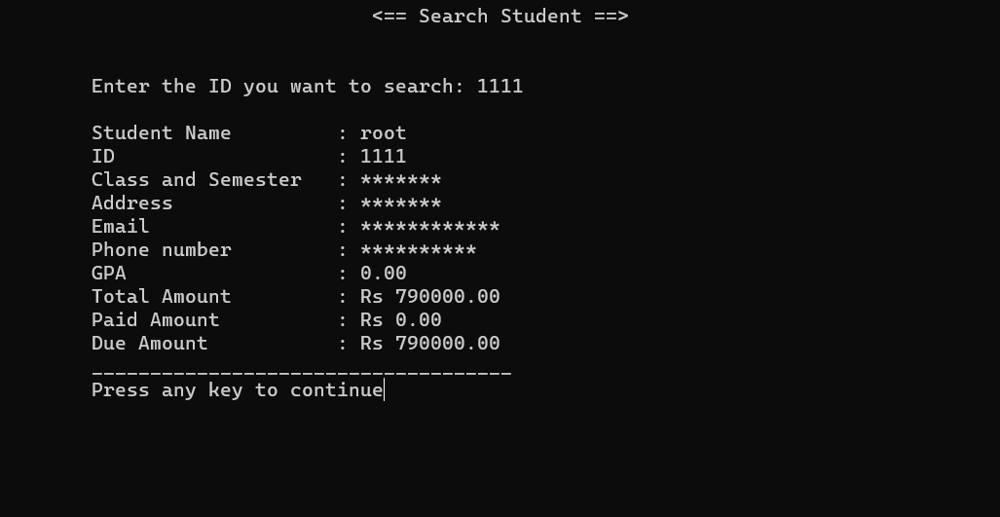 <== Search Student ==>
Enter the ID you want to search: 1111
Student Name : root
ID : 1111
Class and Semester : *******
Address : *******
Email : ************
Phone number : **********
GPA : 0.00
Total Amount : Rs 790000.00
Paid Amount : Rs 0.00
Due Amount : Rs 790000.00
____________________________________
Press any key to continue